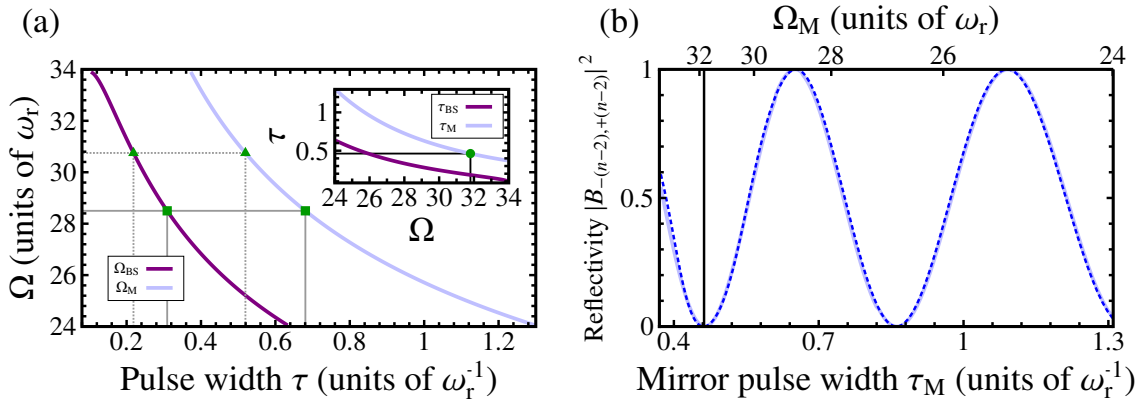 (a)
34
32
30
28
26
24
Ω (units of ω_r)
0.2 0.4 0.6 0.8 1 1.2
Pulse width τ (units of ω_r^-1)
Ω_BS
Ω_M
1
0.5
τ
τ_BS
τ_M
24 26 28 30 32 34
Ω
(b)
Ω_M (units of ω_r)
32 30 28 26 24
1
0.5
0
Reflectivity |B_-(n-2),+(n-2)|^2
0.4 0.7 1 1.3
Mirror pulse width τ_M (units of ω_r^-1)